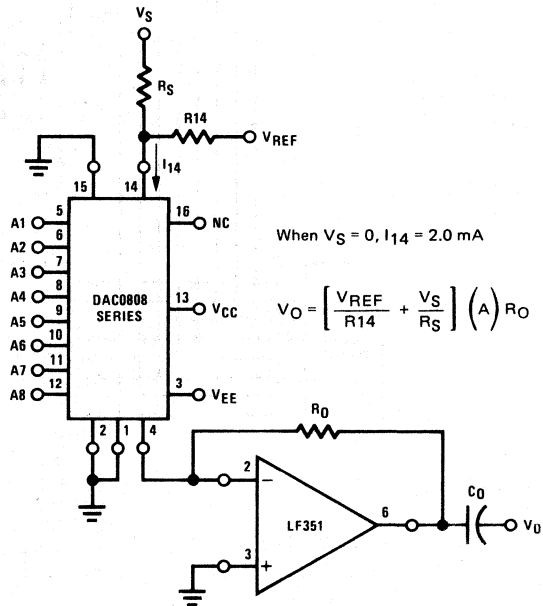 VS
RS
R14
VREF
I14
15
14
A1 5
16 NC
A2 6
A3 7
A4 8
DAC0808
SERIES
13 VCC
A5 9
A6 10
A7 11
A8 12
3 VEE
2
1
4
When VS = 0, I14 = 2.0 mA
VO = [ VREF / R14 + VS / RS ] (A) RO
RO
2
−
LF351
6
CO
VO
3
+